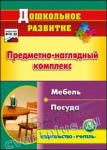 ДОШКОЛЬНОЕ
РАЗВИТИЕ
Предметно-наглядный
комплекс
Мебель
Посуда
ИЗДАТЕЛЬСТВО «УЧИТЕЛЬ»